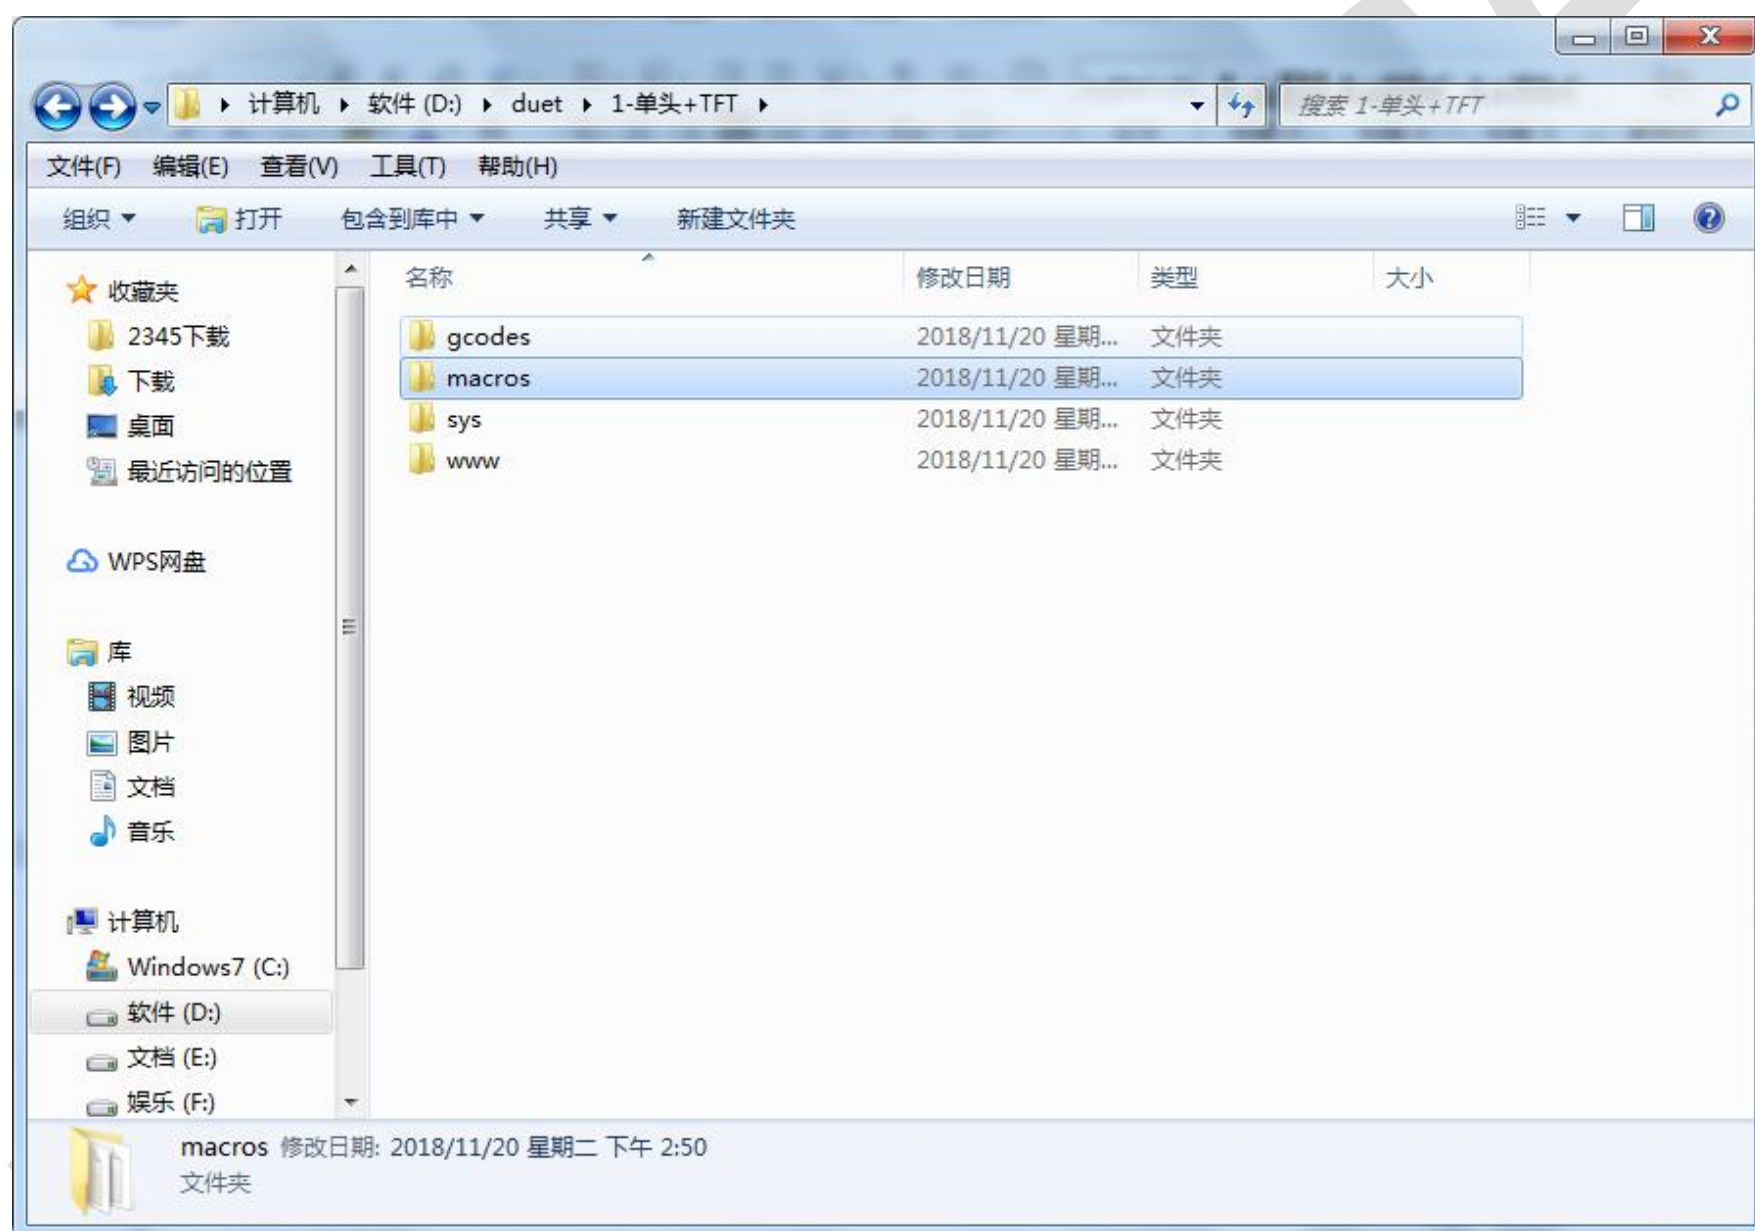 计算机 软件 (D:) duet 1-单头+TFT 搜索 1-单头+TFT
文件(F) 编辑(E) 查看(V) 工具(T) 帮助(H)
组织 打开 包含到库中 共享 新建文件夹
名称 修改日期 类型 大小
gcodes 2018/11/20 星期... 文件夹
macros 2018/11/20 星期... 文件夹
sys 2018/11/20 星期... 文件夹
www 2018/11/20 星期... 文件夹
收藏夹
2345下载
下载
桌面
最近访问的位置
WPS网盘
库
视频
图片
文档
音乐
计算机
Windows7 (C:)
软件 (D:)
文档 (E:)
娱乐 (F:)
macros 修改日期: 2018/11/20 星期二 下午 2:50
文件夹